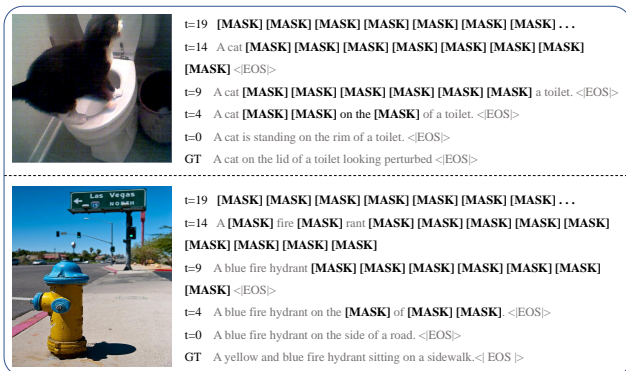 t=19 [MASK] [MASK] [MASK] [MASK] [MASK] [MASK] [MASK] . . .
t=14 A cat [MASK] [MASK] [MASK] [MASK] [MASK] [MASK] [MASK]
[MASK] <|EOS|>
t=9 A cat [MASK] [MASK] [MASK] [MASK] [MASK] [MASK] a toilet. <|EOS|>
t=4 A cat [MASK] [MASK] on the [MASK] of a toilet. <|EOS|>
t=0 A cat is standing on the rim of a toilet. <|EOS|>
GT A cat on the lid of a toilet looking perturbed <|EOS|>
Las Vegas
NORTH
t=19 [MASK] [MASK] [MASK] [MASK] [MASK] [MASK] [MASK] . . .
t=14 A [MASK] fire [MASK] rant [MASK] [MASK] [MASK] [MASK] [MASK]
[MASK] [MASK] [MASK] [MASK]
t=9 A blue fire hydrant [MASK] [MASK] [MASK] [MASK] [MASK] [MASK]
[MASK] <|EOS|>
t=4 A blue fire hydrant on the [MASK] of [MASK] [MASK]. <|EOS|>
t=0 A blue fire hydrant on the side of a road. <|EOS|>
GT A yellow and blue fire hydrant sitting on a sidewalk.<| EOS |>